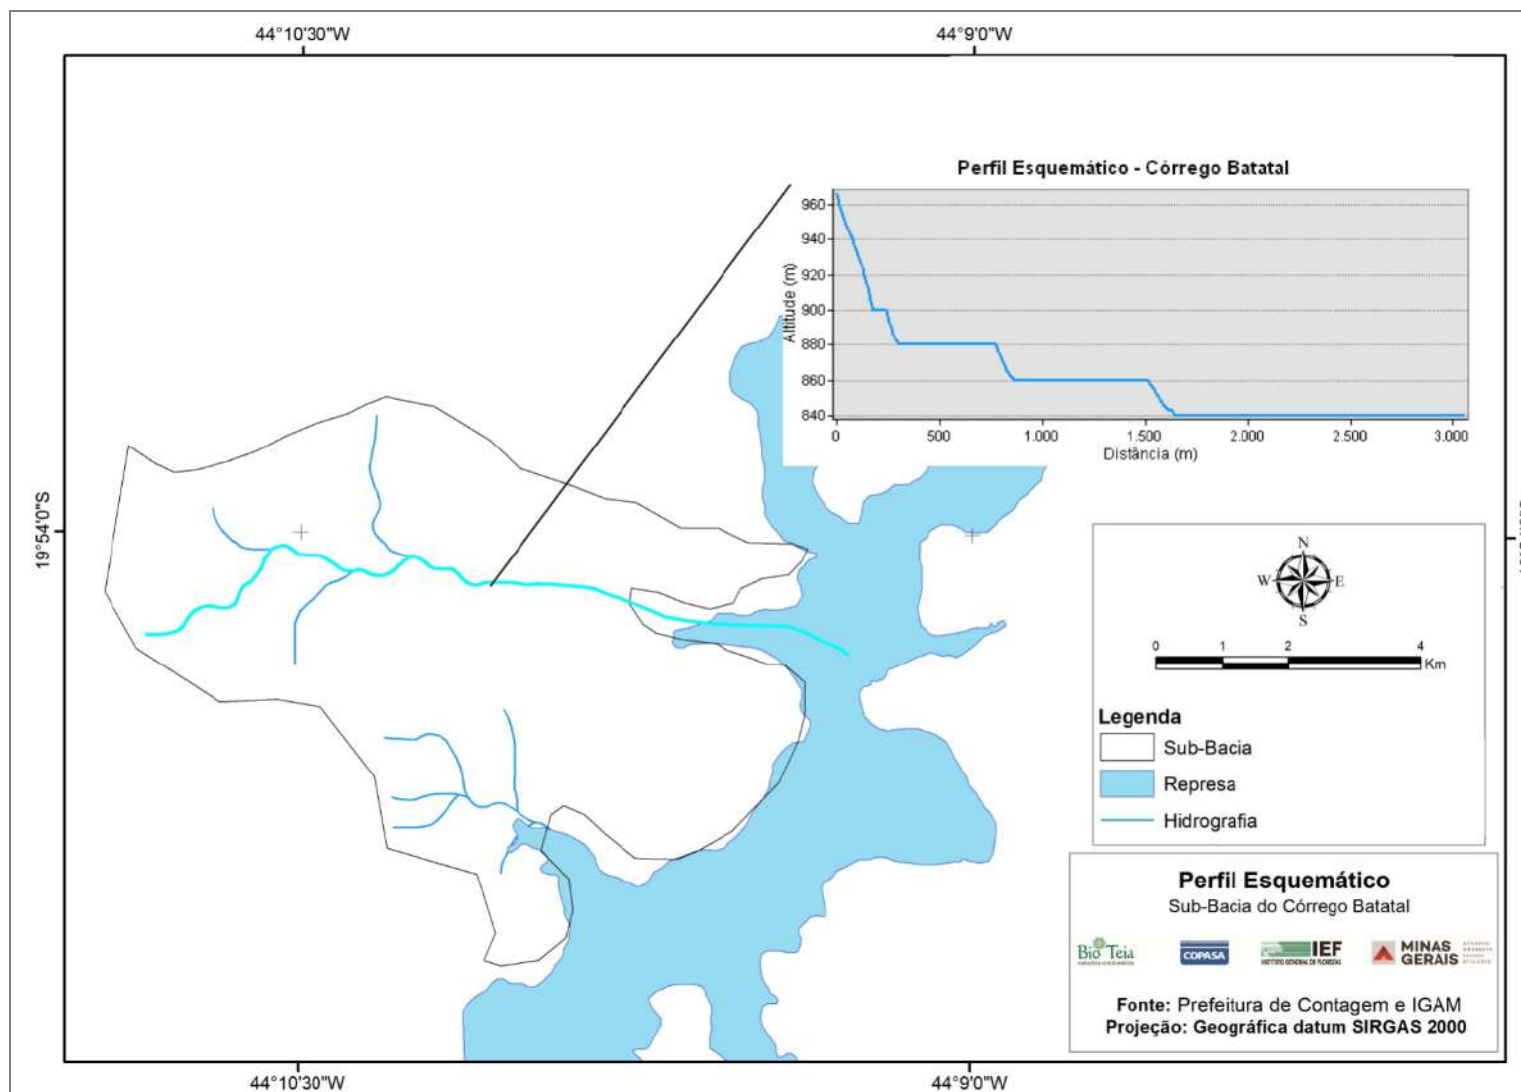 44°10'30"W
44°9'0"W
Perfil Esquemático - Córrego Batatal
Altitude (m)
960
940
920
900
880
860
840
0
500
1.000
1.500
2.000
2.500
3.000
Distância (m)
19°54'0"S
N
W
E
S
0
1
2
4
Km
Legenda
Sub-Bacia
Represa
Hidrografia
Perfil Esquemático
Sub-Bacia do Córrego Batatal
Bio Teia
COPASA
IEF
INSTITUTO ESTADUAL DE FLORESTAS
MINAS
GERAIS
Fonte: Prefeitura de Contagem e IGAM
Projeção: Geográfica datum SIRGAS 2000
44°10'30"W
44°9'0"W